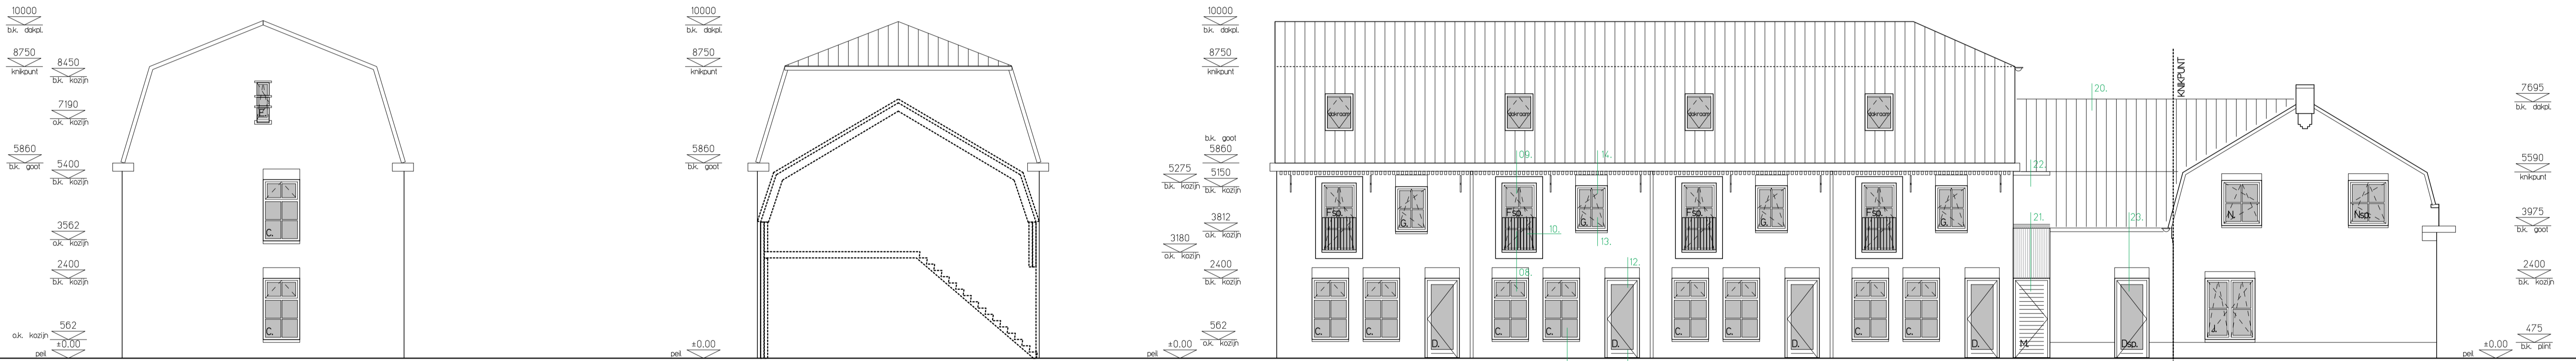 10000
b.k. dakpl.
8750
knikpunt
8450
b.k. kozijn
7190
o.k. kozijn
5860
b.k. goot
5400
b.k. kozijn
3562
o.k. kozijn
2400
b.k. kozijn
562
o.k. kozijn
±0.00
peil
E.
C.
C.
10000
b.k. dakpl.
8750
knikpunt
5860
b.k. goot
±0.00
peil
10000
b.k. dakpl.
8750
knikpunt
b.k. goot
5860
5275
b.k. kozijn
5150
b.k. kozijn
3812
o.k. kozijn
3180
o.k. kozijn
2400
b.k. kozijn
562
o.k. kozijn
±0.00
peil
dakraam
dakraam
dakraam
dakraam
09.
14.
Fsp.
G.
Fsp.
G.
Fsp.
G.
Fsp.
G.
10.
13.
08.
12.
C.
C.
D.
C.
C.
D.
C.
C.
D.
C.
C.
D.
M.
Dsp.
J.
20.
22.
21.
23.
KNIKPUNT
N.
Nsp.
7695
b.k. dakpl.
5590
knikpunt
3975
b.k. goot
2400
b.k. kozijn
475
b.k. plint
±0.00
peil